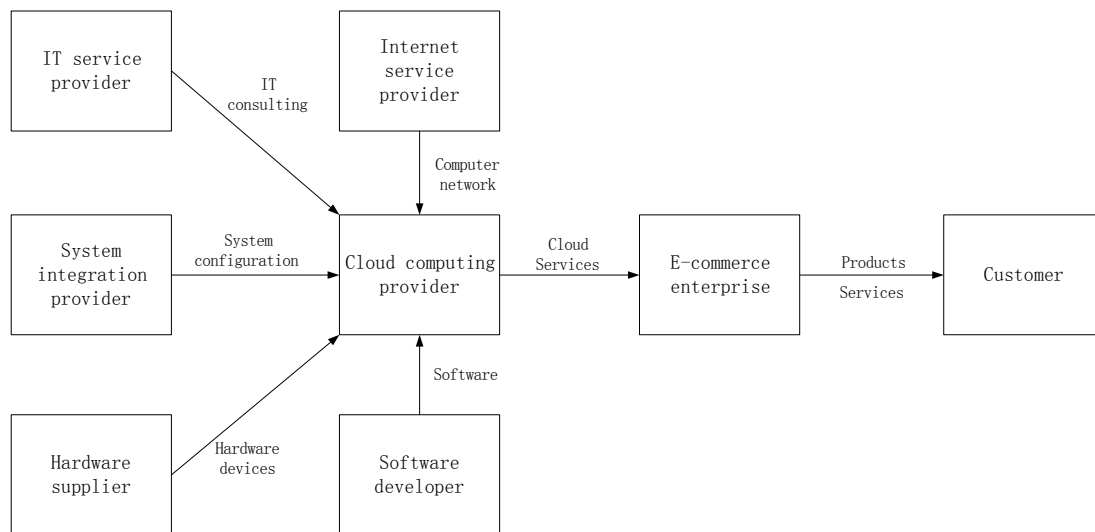 IT service
provider
Internet
service
provider
IT
consulting
Computer
network
System
integration
provider
System
configuration
Cloud computing
provider
Cloud
Services
E-commerce
enterprise
Products
Services
Customer
Software
Hardware
devices
Hardware
supplier
Software
developer